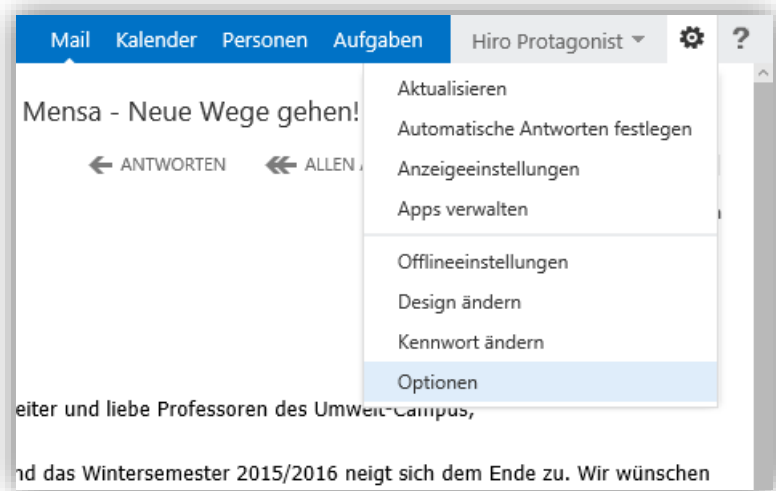 Mail Kalender Personen Aufgaben Hiro Protagonist ?
Mensa - Neue Wege gehen!
ANTWORTEN ALLEN
Aktualisieren
Automatische Antworten festlegen
Anzeigeeinstellungen
Apps verwalten
Offlineeinstellungen
Design ändern
Kennwort ändern
Optionen
eiter und liebe Professoren des Umwelt-Campus,
nd das Wintersemester 2015/2016 neigt sich dem Ende zu. Wir wünschen